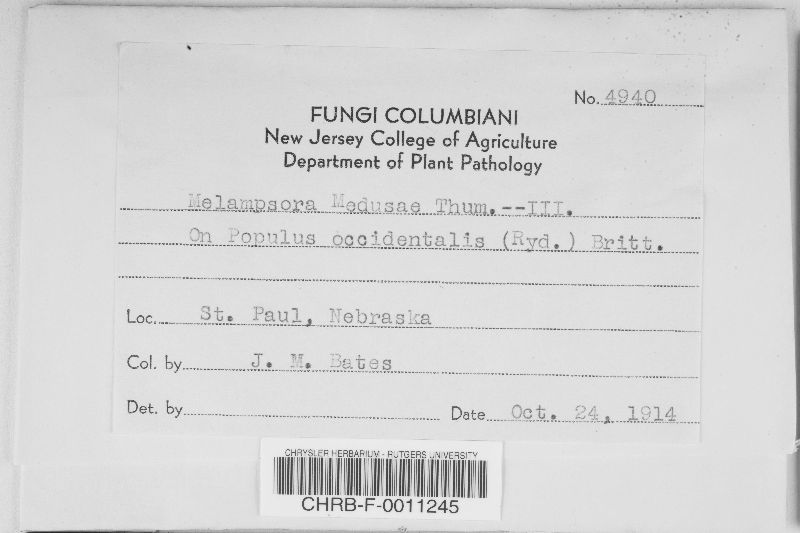 No. 4940
FUNGI COLUMBIANI
New Jersey College of Agriculture
Department of Plant Pathology
Melampsora Medusae Thum.--III.
On Populus occidentalis (Ryd.) Britt.
Loc. St. Paul, Nebraska
Col. by J. M. Bates
Det. by
Date Oct. 24, 1914
CHRYSLER HERBARIUM - RUTGERS UNIVERSITY
CHRB-F-0011245